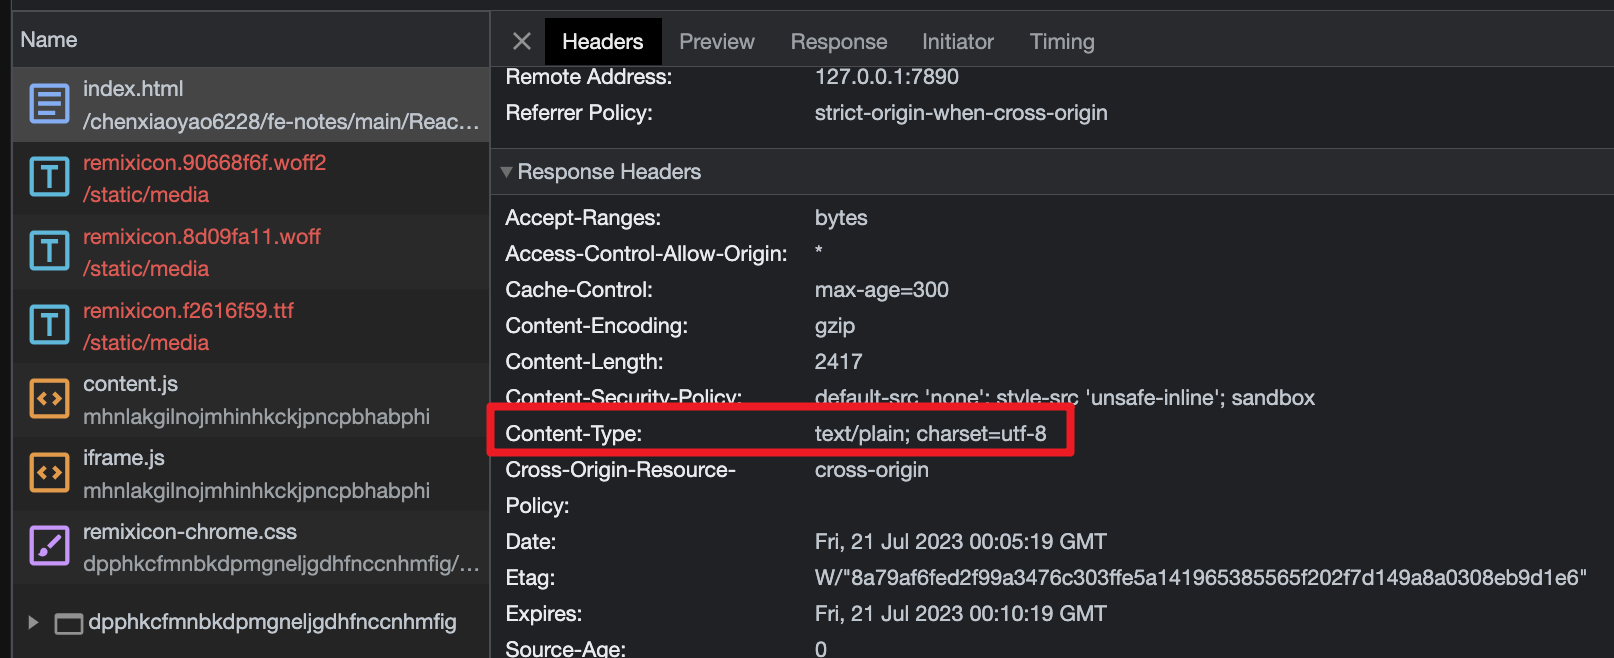 Name
index.html
/chenxiaoyao6228/fe-notes/main/Reac...
remixicon.90668f6f.woff2
/static/media
remixicon.8d09fa11.woff
/static/media
remixicon.f2616f59.ttf
/static/media
content.js
mhnlakgilnojmhinhkckjpncpbhabphi
iframe.js
mhnlakgilnojmhinhkckjpncpbhabphi
remixicon-chrome.css
dpphkcfmnbkdpmgneljgdhfnccnhmfig/...
dpphkcfmnbkdpmgneljgdhfnccnhmfig
Headers Preview Response Initiator Timing
Remote Address: 127.0.0.1:7890
Referrer Policy: strict-origin-when-cross-origin
Response Headers
Accept-Ranges: bytes
Access-Control-Allow-Origin: *
Cache-Control: max-age=300
Content-Encoding: gzip
Content-Length: 2417
Content-Security-Policy: default-src 'none'; style-src 'unsafe-inline'; sandbox
Content-Type: text/plain; charset=utf-8
Cross-Origin-Resource- cross-origin
Policy:
Date: Fri, 21 Jul 2023 00:05:19 GMT
Etag: W/"8a79af6fed2f99a3476c303ffe5a141965385565f202f7d149a8a0308eb9d1e6"
Expires: Fri, 21 Jul 2023 00:10:19 GMT
Source-Age: 0